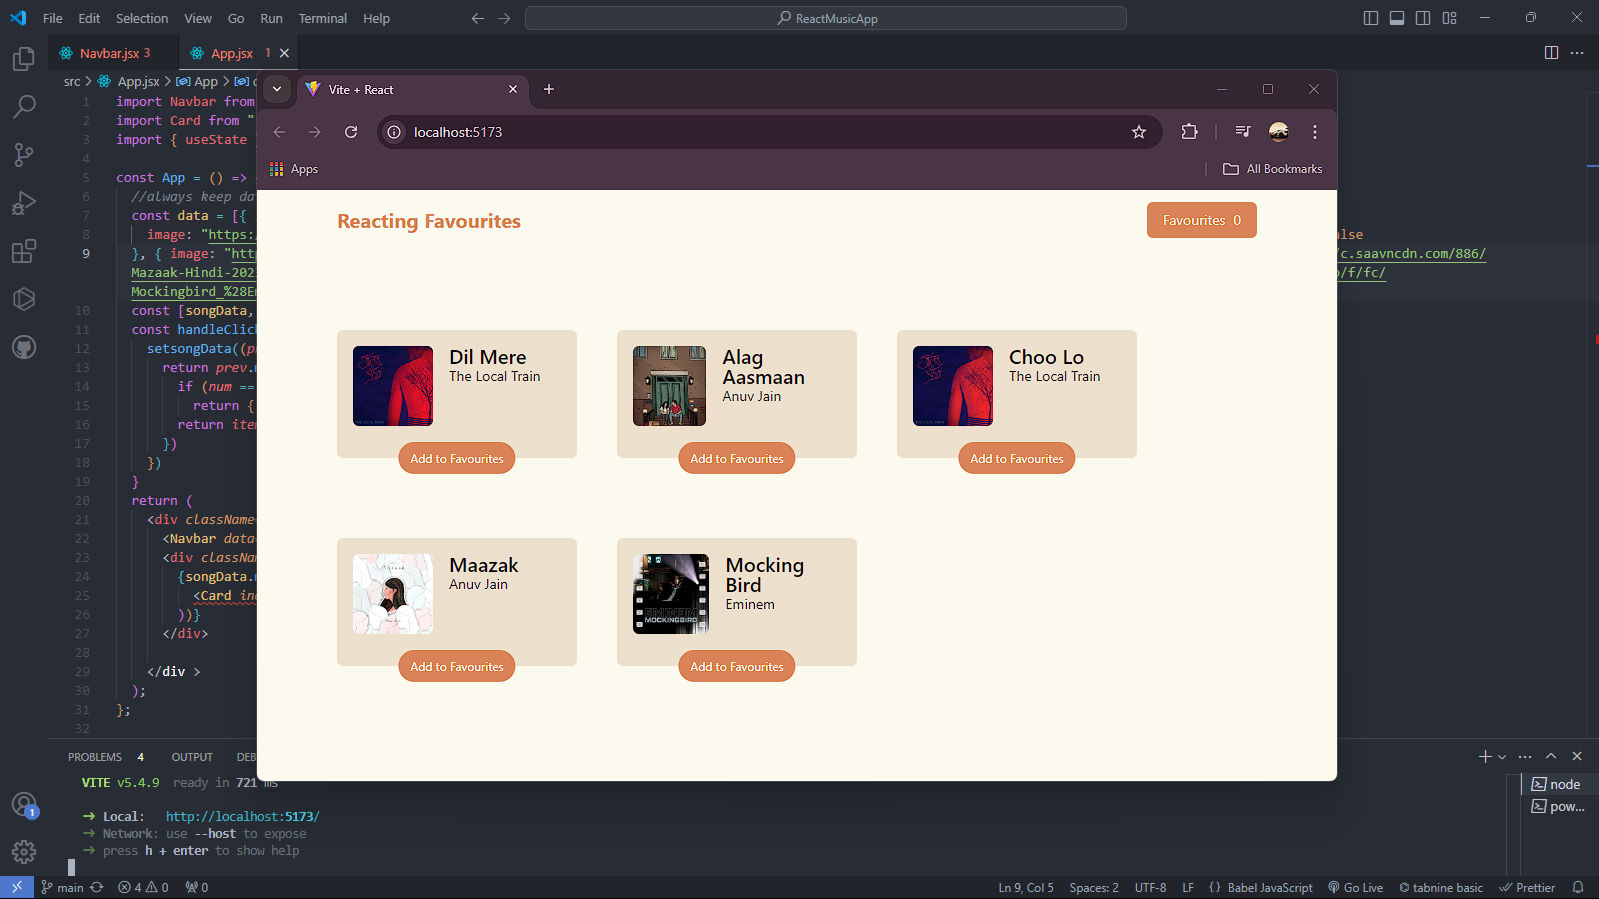 File Edit Selection View Go Run Terminal Help
ReactMusicApp
Navbar.jsx 3
App.jsx 1
src > App.jsx > App >
1 import Navbar from
2 import Card from "
3 import { useState
4
5 const App = () =>
6 //always keep da
7 const data = [{
8 image: "https:
9 }, { image: "htt
Mazaak-Hindi-202
Mockingbird_%28E
10 const [songData,
11 const handleClic
12 setsongData((p
13 return prev.
14 if (num ==
15 return {
16 return ite
17 })
18 })
19 }
20 return (
21 <div className
22 <Navbar data
23 <div classNam
24 {songData.
25 <Card in
26 ))}
27 </div>
28
29 </div >
30 );
31 };
32
alse
/c.saavncdn.com/886/
/f/fc/
Vite + React
localhost:5173
Apps
All Bookmarks
Reacting Favourites
Favourites 0
Dil Mere
The Local Train
Add to Favourites
Alag
Aasmaan
Anuv Jain
Add to Favourites
Choo Lo
The Local Train
Add to Favourites
Maazak
Anuv Jain
Add to Favourites
EMINEM
MOCKINGBIRD
Mocking
Bird
Eminem
Add to Favourites
PROBLEMS 4 OUTPUT DEB
VITE v5.4.9 ready in 721 ms
➜ Local: http://localhost:5173/
➜ Network: use --host to expose
➜ press h + enter to show help
node
pow...
1
main 4 0 0
Ln 9, Col 5 Spaces: 2 UTF-8 LF {} Babel JavaScript Go Live tabnine basic Prettier